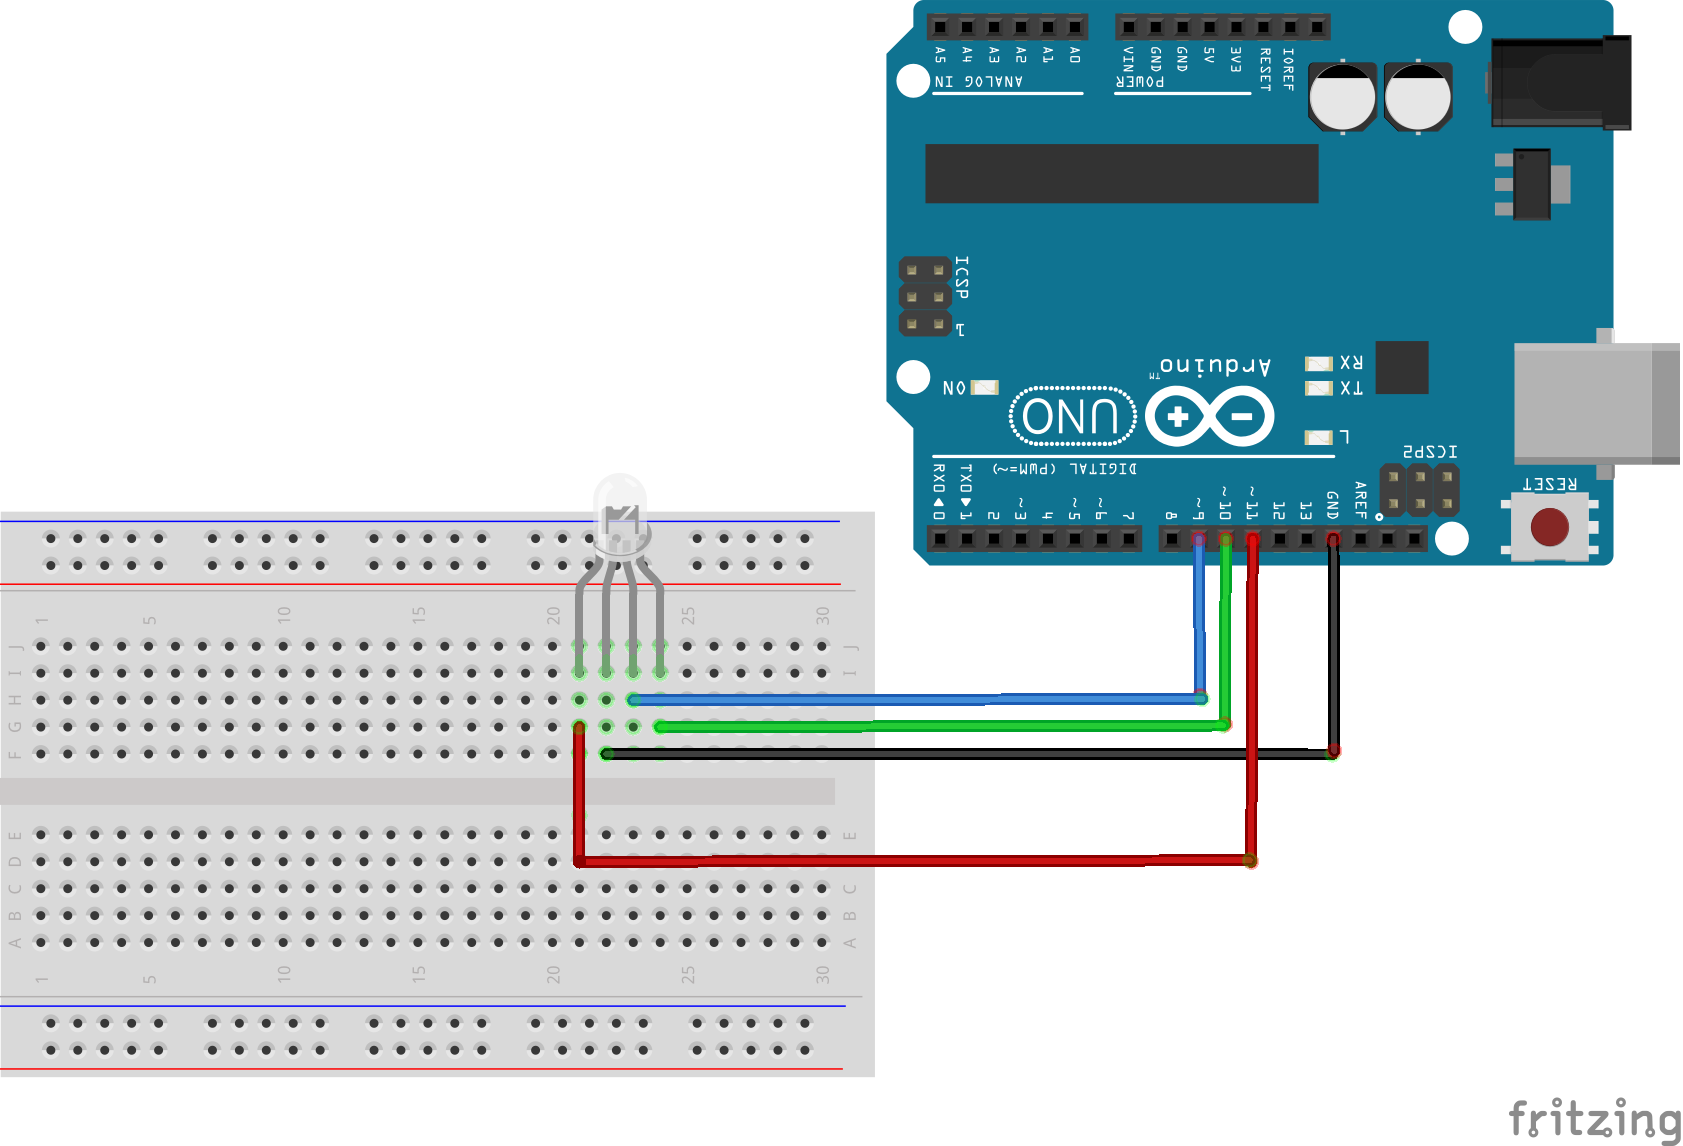 A5 A4 A3 A2 A1 A0
ANALOG IN
VIN GND GND 5V 3V3 RESET IOREF
POWER
ICSP
1
ON
UNO
Arduino™
RX
TX
L
ICSP2
RESET
DIGITAL (PWM=~)
RX0◄0 TX0►1 2 ~3 4 ~5 ~6 7 8 ~9 ~10 ~11 12 13 GND AREF
1 5 10 15 20 25 30
J J
I I
H H
G G
F F
E E
D D
C C
B B
A A
1 5 10 15 20 25 30
fritzing